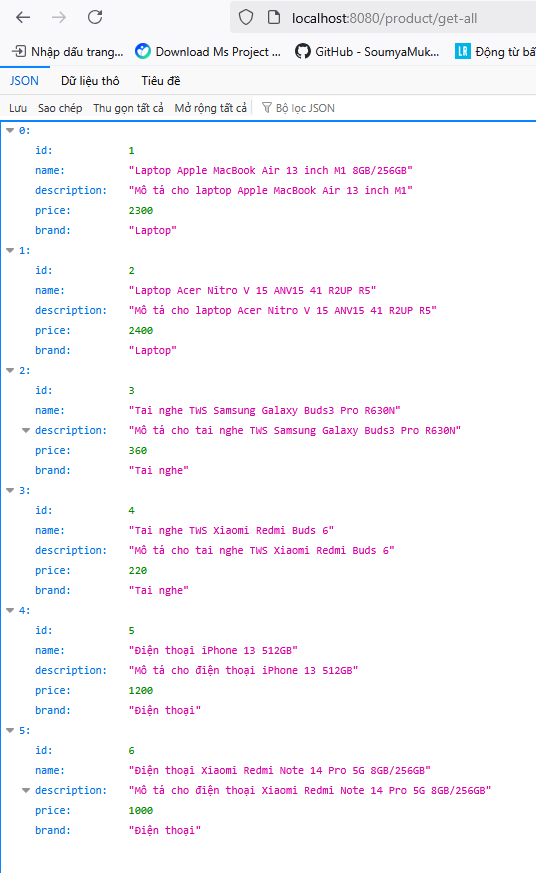 localhost:8080/product/get-all
Nhập dấu trang... Download Ms Project ... GitHub - SoumyaMuk... LR Động từ bấ
JSON Dữ liệu thô Tiêu đề
Lưu Sao chép Thu gọn tất cả Mở rộng tất cả Bộ lọc JSON
0:
id: 1
name: "Laptop Apple MacBook Air 13 inch M1 8GB/256GB"
description: "Mô tả cho laptop Apple MacBook Air 13 inch M1"
price: 2300
brand: "Laptop"
1:
id: 2
name: "Laptop Acer Nitro V 15 ANV15 41 R2UP R5"
description: "Mô tả cho laptop Acer Nitro V 15 ANV15 41 R2UP R5"
price: 2400
brand: "Laptop"
2:
id: 3
name: "Tai nghe TWS Samsung Galaxy Buds3 Pro R630N"
description: "Mô tả cho tai nghe TWS Samsung Galaxy Buds3 Pro R630N"
price: 360
brand: "Tai nghe"
3:
id: 4
name: "Tai nghe TWS Xiaomi Redmi Buds 6"
description: "Mô tả cho tai nghe TWS Xiaomi Redmi Buds 6"
price: 220
brand: "Tai nghe"
4:
id: 5
name: "Điện thoại iPhone 13 512GB"
description: "Mô tả cho điện thoại iPhone 13 512GB"
price: 1200
brand: "Điện thoại"
5:
id: 6
name: "Điện thoại Xiaomi Redmi Note 14 Pro 5G 8GB/256GB"
description: "Mô tả cho điện thoại Xiaomi Redmi Note 14 Pro 5G 8GB/256GB"
price: 1000
brand: "Điện thoại"